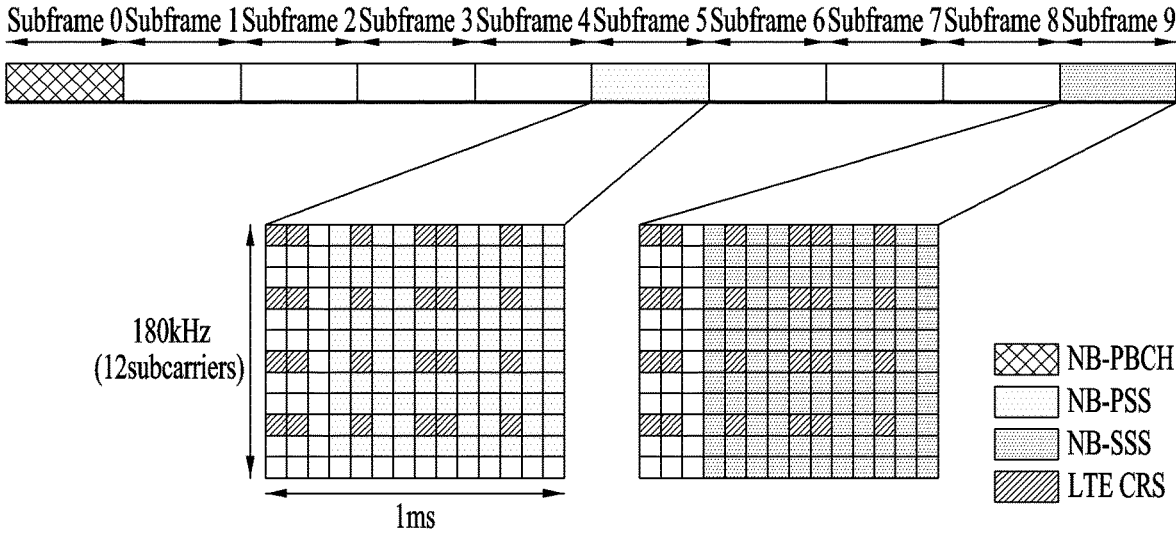 Subframe 0 Subframe 1 Subframe 2 Subframe 3 Subframe 4 Subframe 5 Subframe 6 Subframe 7 Subframe 8 Subframe 9
180kHz
(12subcarriers)
1ms
NB-PBCH
NB-PSS
NB-SSS
LTE CRS